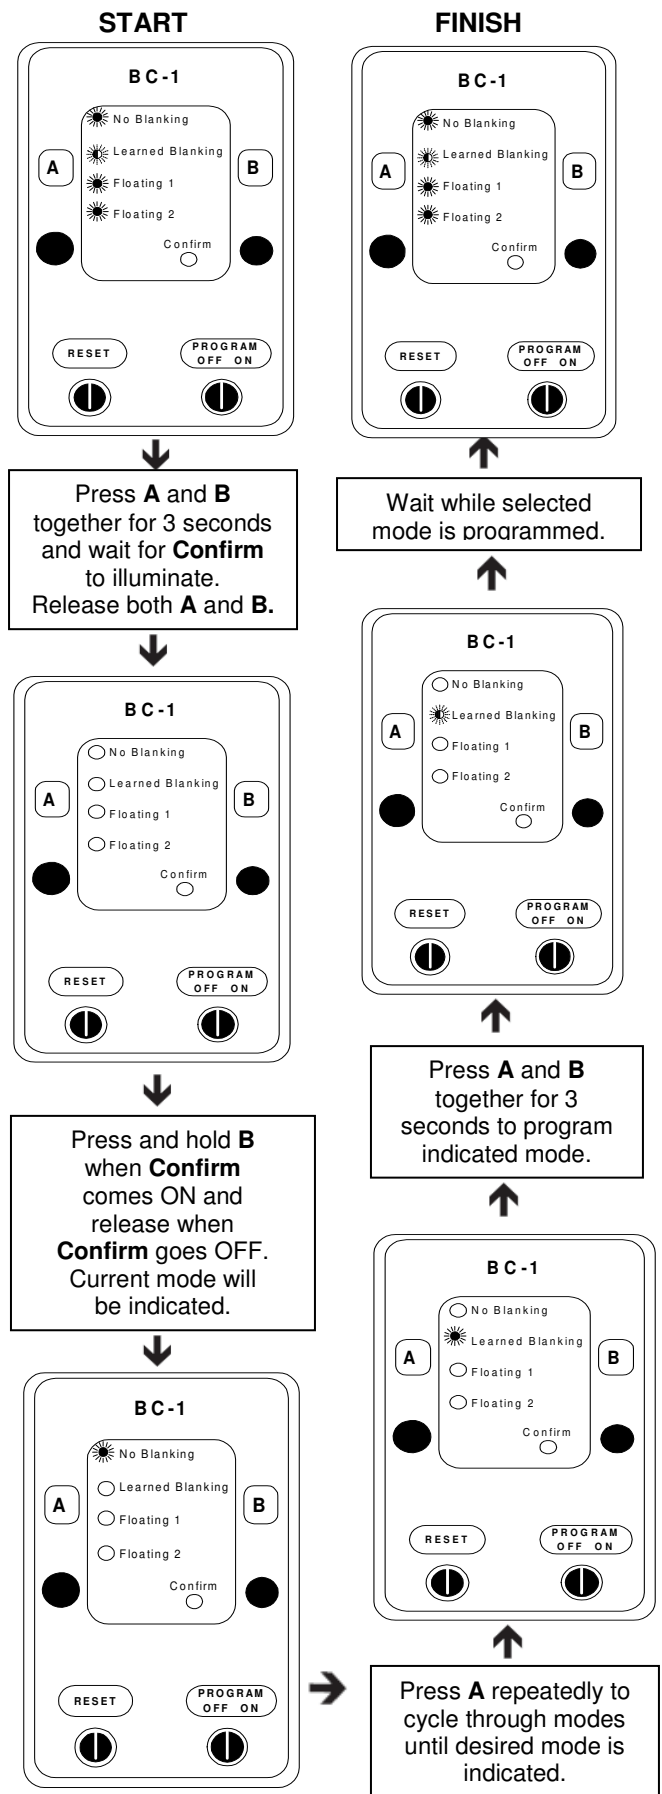 START
BC-1
No Blanking
Learned Blanking
A
B
Floating 1
Floating 2
Confirm
RESET
PROGRAM
OFF ON
Press A and B
together for 3 seconds
and wait for Confirm
to illuminate.
Release both A and B.
BC-1
No Blanking
Learned Blanking
A
B
Floating 1
Floating 2
Confirm
RESET
PROGRAM
OFF ON
Press and hold B
when Confirm
comes ON and
release when
Confirm goes OFF.
Current mode will
be indicated.
BC-1
No Blanking
Learned Blanking
A
B
Floating 1
Floating 2
Confirm
RESET
PROGRAM
OFF ON
Press A repeatedly to
cycle through modes
until desired mode is
indicated.
BC-1
No Blanking
Learned Blanking
A
B
Floating 1
Floating 2
Confirm
RESET
PROGRAM
OFF ON
Press A and B
together for 3
seconds to program
indicated mode.
BC-1
No Blanking
Learned Blanking
A
B
Floating 1
Floating 2
Confirm
RESET
PROGRAM
OFF ON
Wait while selected
mode is programmed.
FINISH
BC-1
No Blanking
Learned Blanking
A
B
Floating 1
Floating 2
Confirm
RESET
PROGRAM
OFF ON